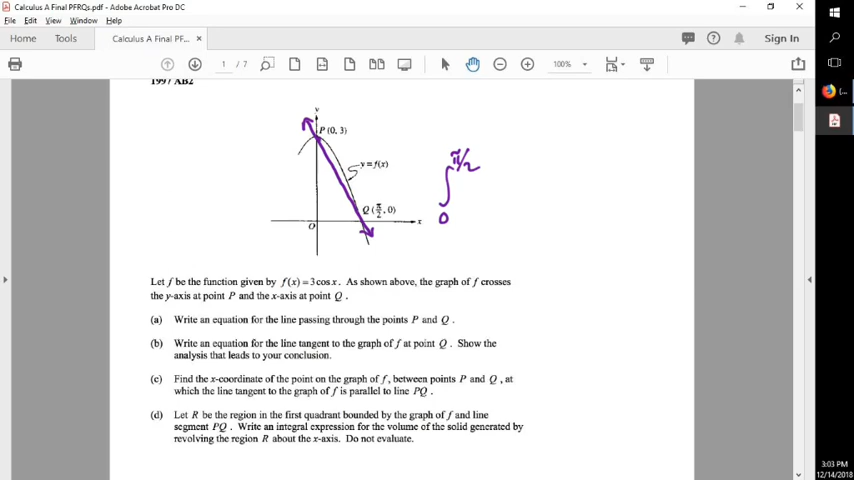 Calculus A Final PFRQs.pdf - Adobe Acrobat Pro DC
File Edit View Window Help
Home Tools Calculus A Final PF... × Sign In
1 / 7 100%
1997 AB2
y
P (0, 3)
y = f(x)
π/2
Q (π/2, 0)
x
O
0
Let f be the function given by f(x) = 3 cos x. As shown above, the graph of f crosses
the y-axis at point P and the x-axis at point Q .
(a) Write an equation for the line passing through the points P and Q .
(b) Write an equation for the line tangent to the graph of f at point Q . Show the
analysis that leads to your conclusion.
(c) Find the x-coordinate of the point on the graph of f, between points P and Q , at
which the line tangent to the graph of f is parallel to line PQ .
(d) Let R be the region in the first quadrant bounded by the graph of f and line
segment PQ . Write an integral expression for the volume of the solid generated by
revolving the region R about the x-axis. Do not evaluate.
3:03 PM
12/14/2018